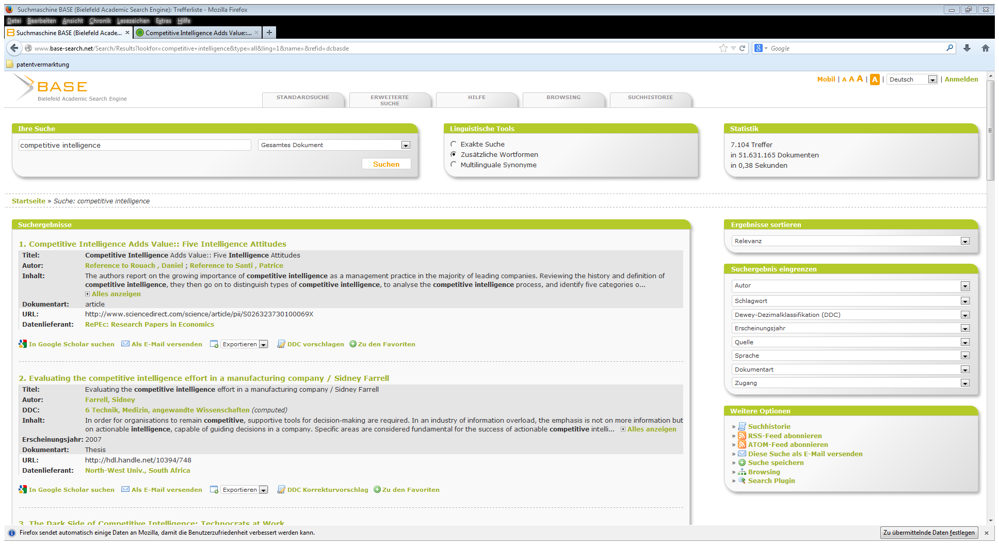 Suchmaschine BASE (Bielefeld Academic Search Engine): Trefferliste - Mozilla Firefox
Datei Bearbeiten Ansicht Chronik Lesezeichen Extras Hilfe
Suchmaschine BASE (Bielefeld Acade... Competitive Intelligence Adds Value::...
www.base-search.net/Search/Results?lookfor=competitive+intelligence&type=all&ling=1&name=&refid=dcbasde Google
patentvermarktung
BASE
Bielefeld Academic Search Engine
Mobil | A A A | A | Deutsch | Anmelden
STANDARDSUCHE ERWEITERTE SUCHE HILFE BROWSING SUCHHISTORIE
Ihre Suche
competitive intelligence Gesamtes Dokument
Suchen
Linguistische Tools
Exakte Suche
Zusätzliche Wortformen
Multilinguale Synonyme
Statistik
7.104 Treffer
in 51.631.165 Dokumenten
in 0,38 Sekunden
Startseite » Suche: competitive intelligence
Suchergebnisse
1. Competitive Intelligence Adds Value:: Five Intelligence Attitudes
Titel: Competitive Intelligence Adds Value:: Five Intelligence Attitudes
Autor: Reference to Rouach , Daniel ; Reference to Santi , Patrice
Inhalt: The authors report on the growing importance of competitive intelligence as a management practice in the majority of leading companies. Reviewing the history and definition of
competitive intelligence, they then go on to distinguish types of competitive intelligence, to analyse the competitive intelligence process, and identify five categories o...
Alles anzeigen
Dokumentart: article
URL: http://www.sciencedirect.com/science/article/pii/S026323730100069X
Datenlieferant: RePEc: Research Papers in Economics
In Google Scholar suchen Als E-Mail versenden Exportieren DDC vorschlagen Zu den Favoriten
2. Evaluating the competitive intelligence effort in a manufacturing company / Sidney Farrell
Titel: Evaluating the competitive intelligence effort in a manufacturing company / Sidney Farrell
Autor: Farrell, Sidney
DDC: 6 Technik, Medizin, angewandte Wissenschaften (computed)
Inhalt: In order for organisations to remain competitive, supportive tools for decision-making are required. In an industry of information overload, the emphasis is not on more information but
on actionable intelligence, capable of guiding decisions in a company. Specific areas are considered fundamental for the success of actionable competitive intelli... Alles anzeigen
Erscheinungsjahr: 2007
Dokumentart: Thesis
URL: http://hdl.handle.net/10394/748
Datenlieferant: North-West Univ., South Africa
In Google Scholar suchen Als E-Mail versenden Exportieren DDC Korrekturvorschlag Zu den Favoriten
3. The Dark Side of Competitive Intelligence: Technocrats at Work
Ergebnisse sortieren
Relevanz
Suchergebnis eingrenzen
Autor
Schlagwort
Dewey-Dezimalklassifikation (DDC)
Erscheinungsjahr
Quelle
Sprache
Dokumentart
Zugang
Weitere Optionen
» Suchhistorie
» RSS-Feed abonnieren
» ATOM-Feed abonnieren
» Diese Suche als E-Mail versenden
» Suche speichern
» Browsing
» Search Plugin
Firefox sendet automatisch einige Daten an Mozilla, damit die Benutzerzufriedenheit verbessert werden kann. Zu übermittelnde Daten festlegen